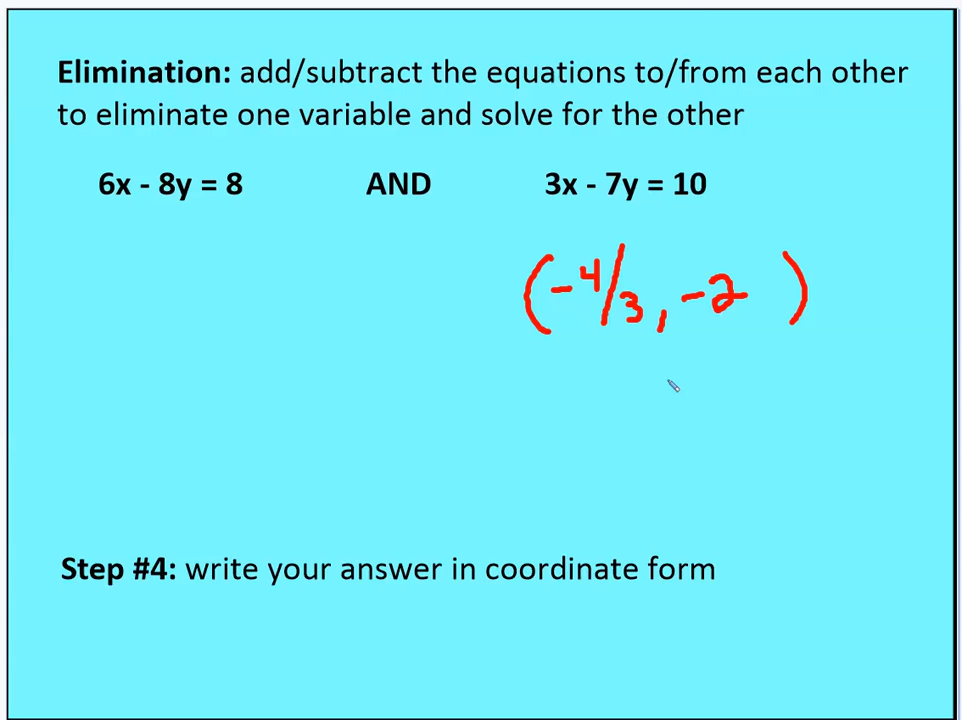 Elimination: add/subtract the equations to/from each other
to eliminate one variable and solve for the other
6x - 8y = 8 AND 3x - 7y = 10
(-4/3, -2 )
Step #4: write your answer in coordinate form